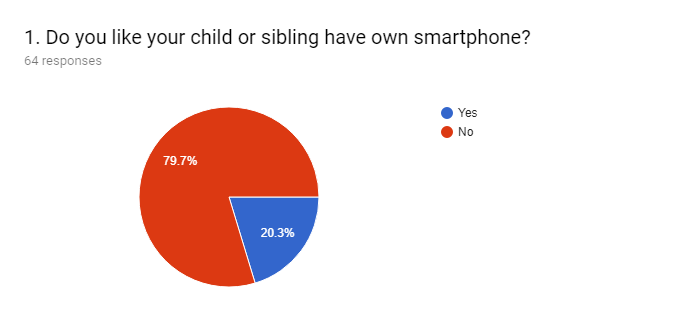 1. Do you like your child or sibling have own smartphone?
64 responses
Yes
No
79.7%
20.3%